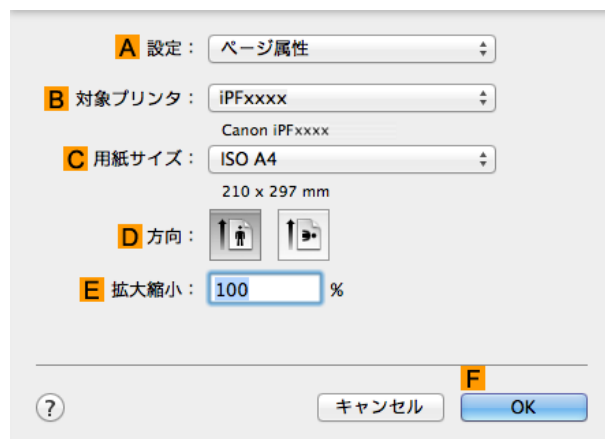 A 設定： ページ属性
B 対象プリンタ： iPFxxxx
Canon iPFxxxx
C 用紙サイズ： ISO A4
210 x 297 mm
D 方向：
E 拡大縮小： 100 %
F
? キャンセル OK